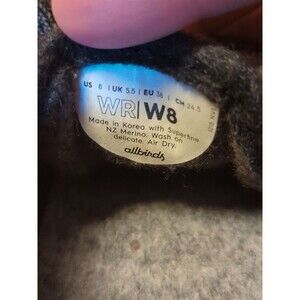 US 8 | UK 5.5 | EU 38 | CM 24.5
WR|W8
Made in Korea with Superfine
NZ Merino. Wash on
delicate. Air Dry.
allbirds